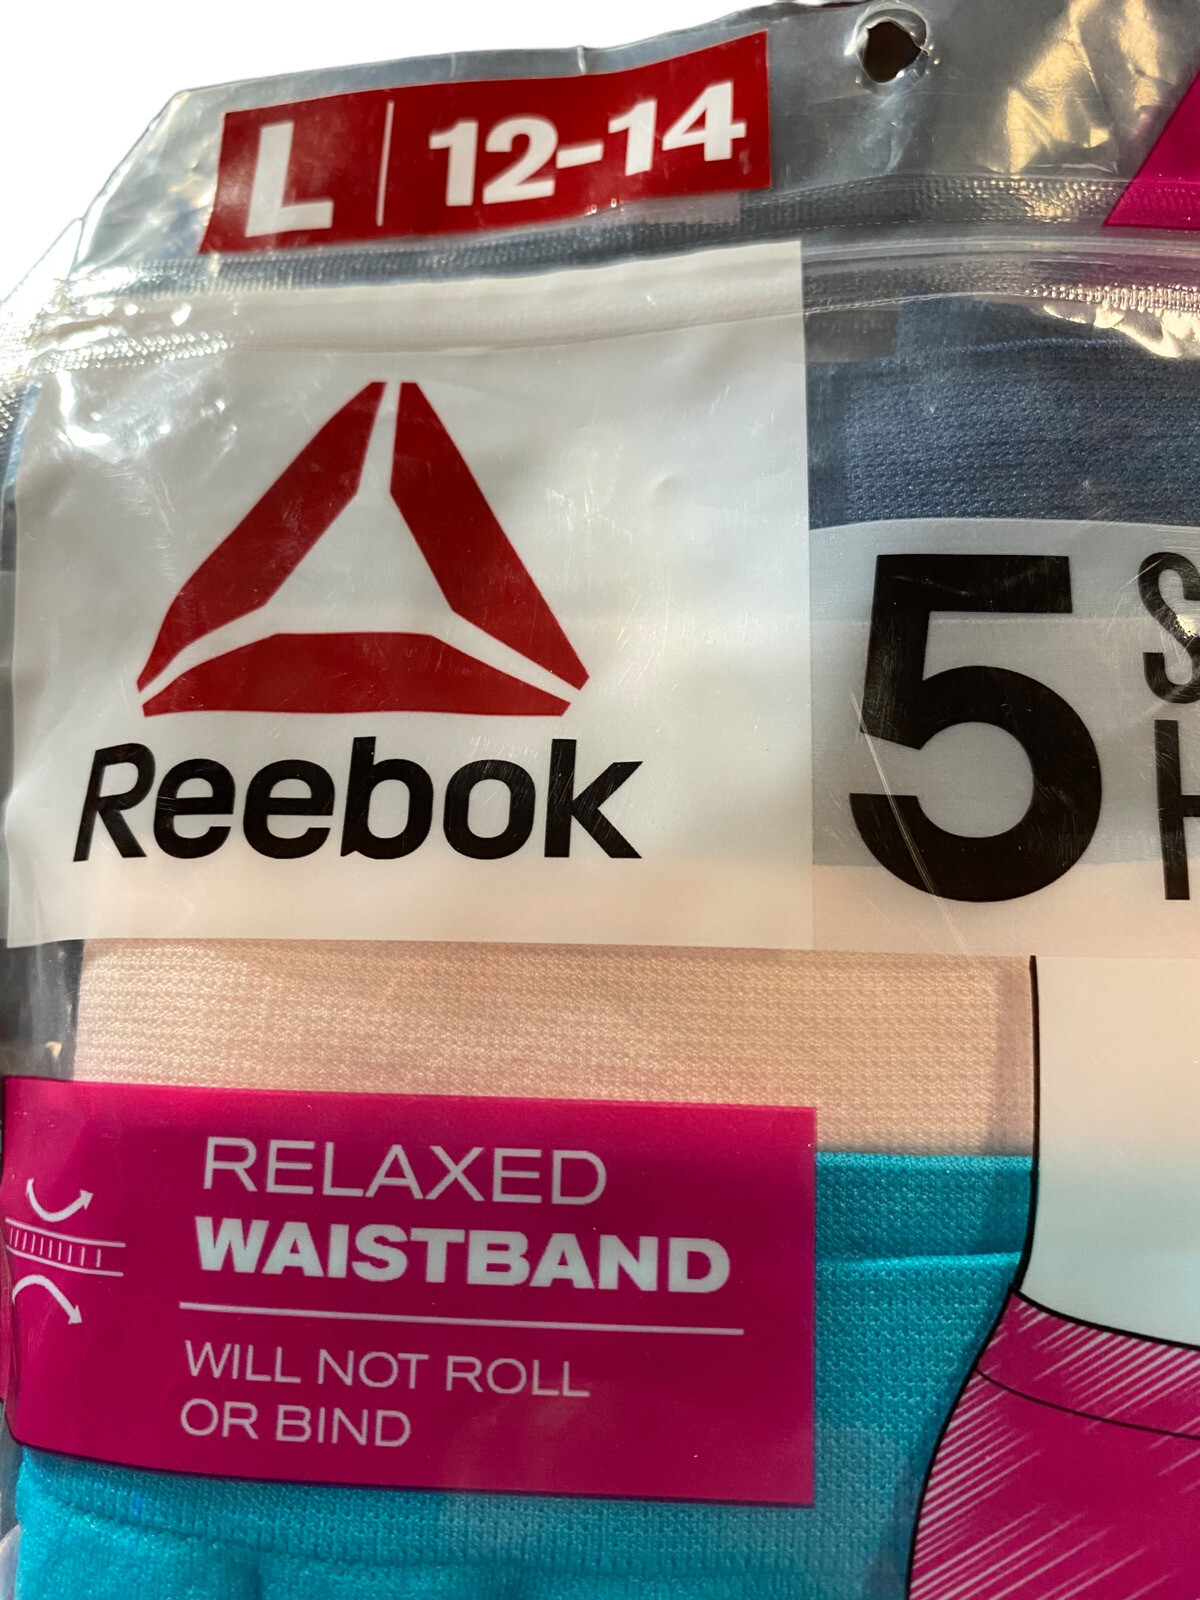 L | 12-14
Reebok
5
RELAXED
WAISTBAND
WILL NOT ROLL
OR BIND